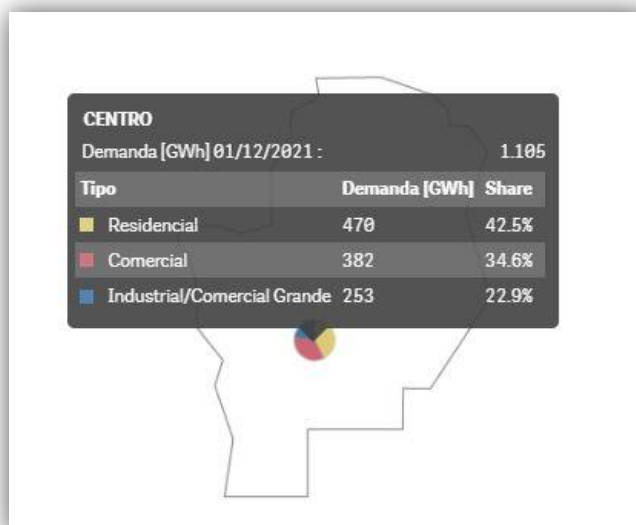 CENTRO
Demanda [GWh] 01/12/2021 : 1.105
Tipo Demanda [GWh] Share
Residencial 470 42.5%
Comercial 382 34.6%
Industrial/Comercial Grande 253 22.9%